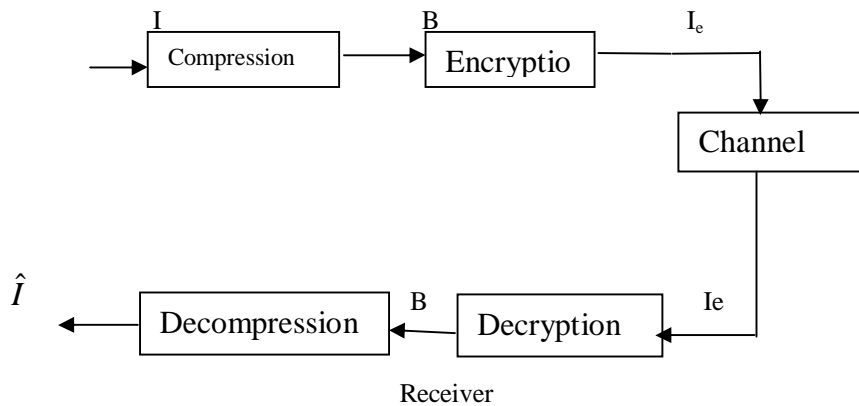 I B Iₑ
Compression Encryptio
Channel
Î B Ie
Decompression Decryption
Receiver